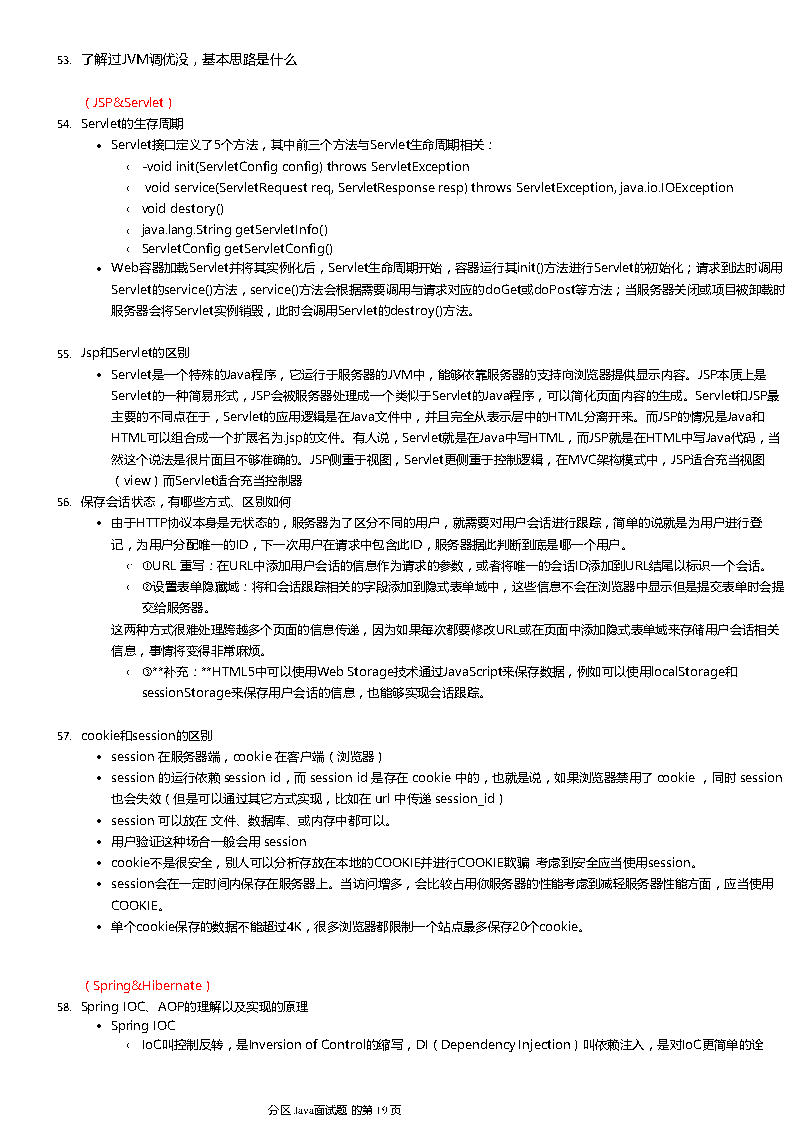 53. 了解过JVM调优没，基本思路是什么
（JSP&Servlet）
54. Servlet的生存周期
• Servlet接口定义了5个方法，其中前三个方法与Servlet生命周期相关：
‹ -void init(ServletConfig config) throws ServletException
‹ void service(ServletRequest req, ServletResponse resp) throws ServletException, java.io.IOException
‹ void destory()
‹ java.lang.String getServletInfo()
‹ ServletConfig getServletConfig()
• Web容器加载Servlet并将其实例化后，Servlet生命周期开始，容器运行其init()方法进行Servlet的初始化；请求到达时调用
Servlet的service()方法，service()方法会根据需要调用与请求对应的doGet或doPost等方法；当服务器关闭或项目被卸载时
服务器会将Servlet实例销毁，此时会调用Servlet的destroy()方法。
55. Jsp和Servlet的区别
• Servlet是一个特殊的Java程序，它运行于服务器的JVM中，能够依靠服务器的支持向浏览器提供显示内容。JSP本质上是
Servlet的一种简易形式，JSP会被服务器处理成一个类似于Servlet的Java程序，可以简化页面内容的生成。Servlet和JSP最
主要的不同点在于，Servlet的应用逻辑是在Java文件中，并且完全从表示层中的HTML分离开来。而JSP的情况是Java和
HTML可以组合成一个扩展名为.jsp的文件。有人说，Servlet就是在Java中写HTML，而JSP就是在HTML中写Java代码，当
然这个说法是很片面且不够准确的。JSP侧重于视图，Servlet更侧重于控制逻辑，在MVC架构模式中，JSP适合充当视图
（view）而Servlet适合充当控制器
56. 保存会话状态，有哪些方式、区别如何
• 由于HTTP协议本身是无状态的，服务器为了区分不同的用户，就需要对用户会话进行跟踪，简单的说就是为用户进行登
记，为用户分配唯一的ID，下一次用户在请求中包含此ID，服务器据此判断到底是哪一个用户。
‹ ①URL 重写：在URL中添加用户会话的信息作为请求的参数，或者将唯一的会话ID添加到URL结尾以标识一个会话。
‹ ②设置表单隐藏域：将和会话跟踪相关的字段添加到隐式表单域中，这些信息不会在浏览器中显示但是提交表单时会提
交给服务器。
这两种方式很难处理跨越多个页面的信息传递，因为如果每次都要修改URL或在页面中添加隐式表单域来存储用户会话相关
信息，事情将变得非常麻烦。
‹ ③**补充：**HTML5中可以使用Web Storage技术通过JavaScript来保存数据，例如可以使用localStorage和
sessionStorage来保存用户会话的信息，也能够实现会话跟踪。
57. cookie和session的区别
• session 在服务器端，cookie 在客户端（浏览器）
• session 的运行依赖 session id，而 session id 是存在 cookie 中的，也就是说，如果浏览器禁用了 cookie ，同时 session
也会失效（但是可以通过其它方式实现，比如在 url 中传递 session_id）
• session 可以放在 文件、数据库、或内存中都可以。
• 用户验证这种场合一般会用 session
• cookie不是很安全，别人可以分析存放在本地的COOKIE并进行COOKIE欺骗 考虑到安全应当使用session。
• session会在一定时间内保存在服务器上。当访问增多，会比较占用你服务器的性能考虑到减轻服务器性能方面，应当使用
COOKIE。
• 单个cookie保存的数据不能超过4K，很多浏览器都限制一个站点最多保存20个cookie。
（Spring&Hibernate）
58. Spring IOC、AOP的理解以及实现的原理
• Spring IOC
‹ IoC叫控制反转，是Inversion of Control的缩写，DI（Dependency Injection）叫依赖注入，是对IoC更简单的诠
分区 Java面试题 的第 19 页